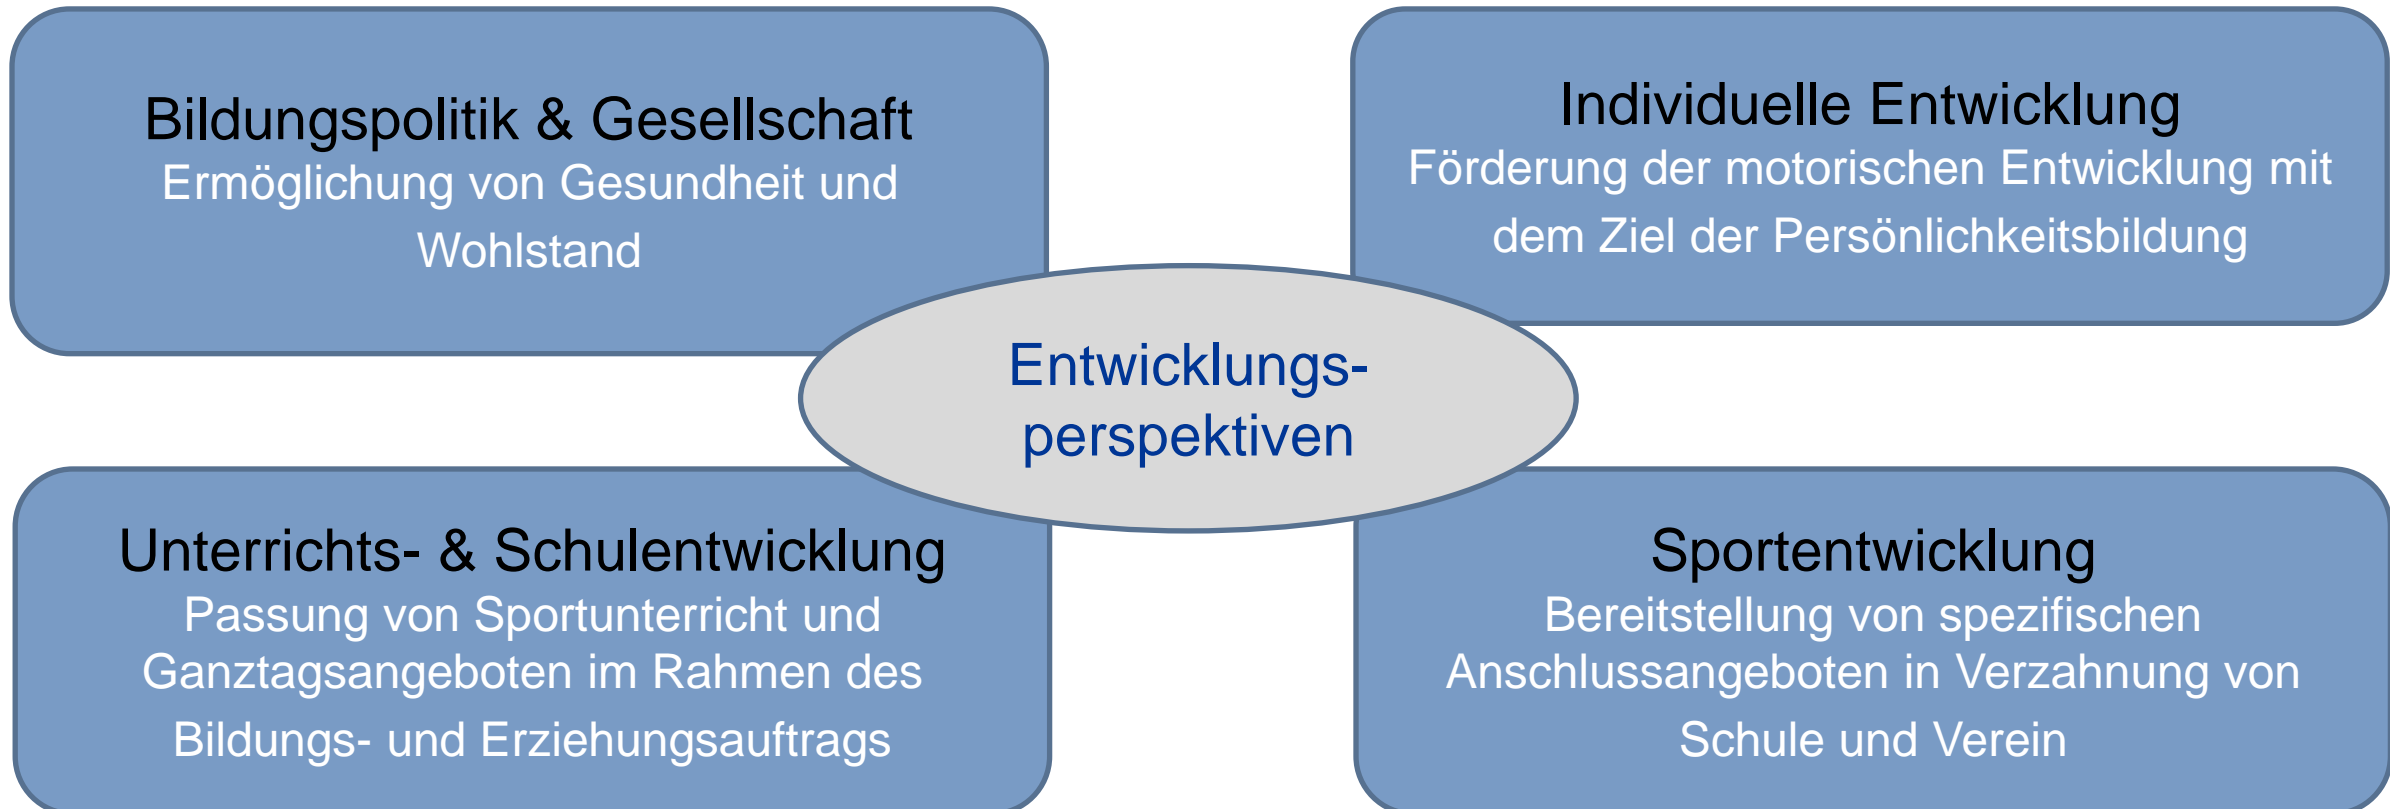 Bildungspolitik & Gesellschaft
Ermöglichung von Gesundheit und
Wohlstand
Individuelle Entwicklung
Förderung der motorischen Entwicklung mit
dem Ziel der Persönlichkeitsbildung
Entwicklungs-
perspektiven
Unterrichts- & Schulentwicklung
Passung von Sportunterricht und
Ganztagsangeboten im Rahmen des
Bildungs- und Erziehungsauftrags
Sportentwicklung
Bereitstellung von spezifischen
Anschlussangeboten in Verzahnung von
Schule und Verein